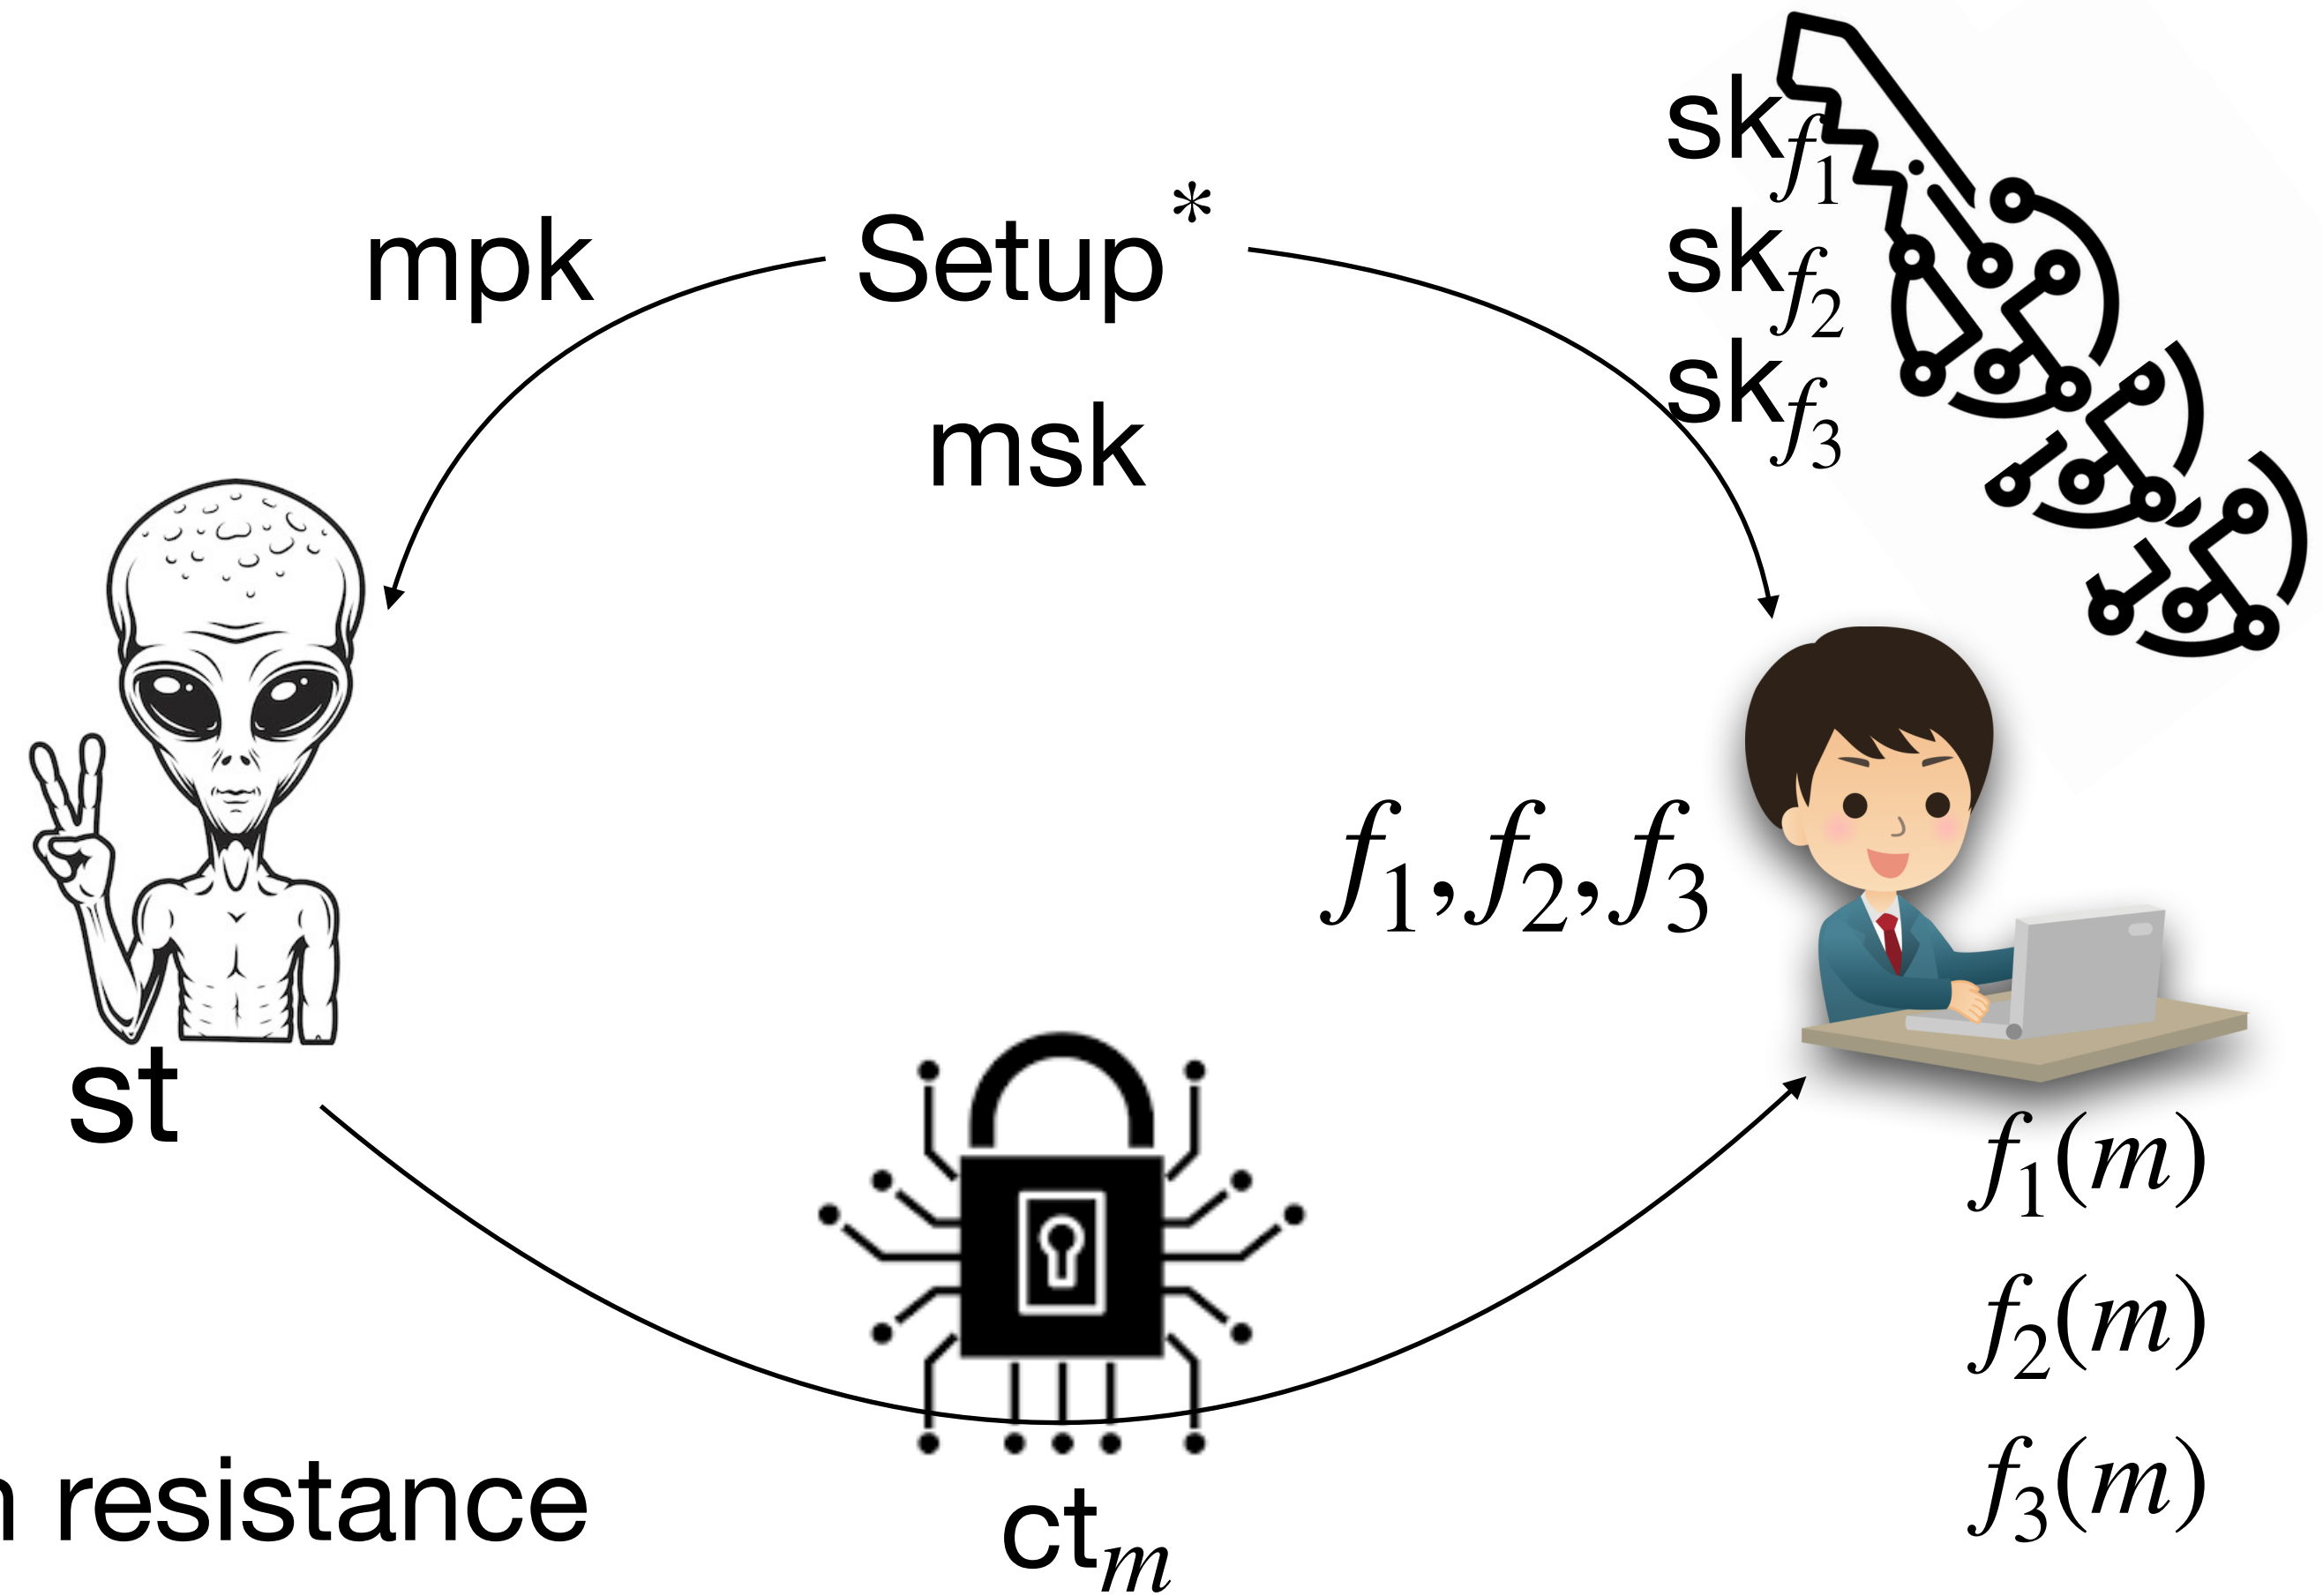 sk_{f_1}
mpk
Setup*
sk_{f_2}
sk_{f_3}
msk
f_1, f_2, f_3
st
f_1(m)
f_2(m)
f_3(m)
resistance
ct_m